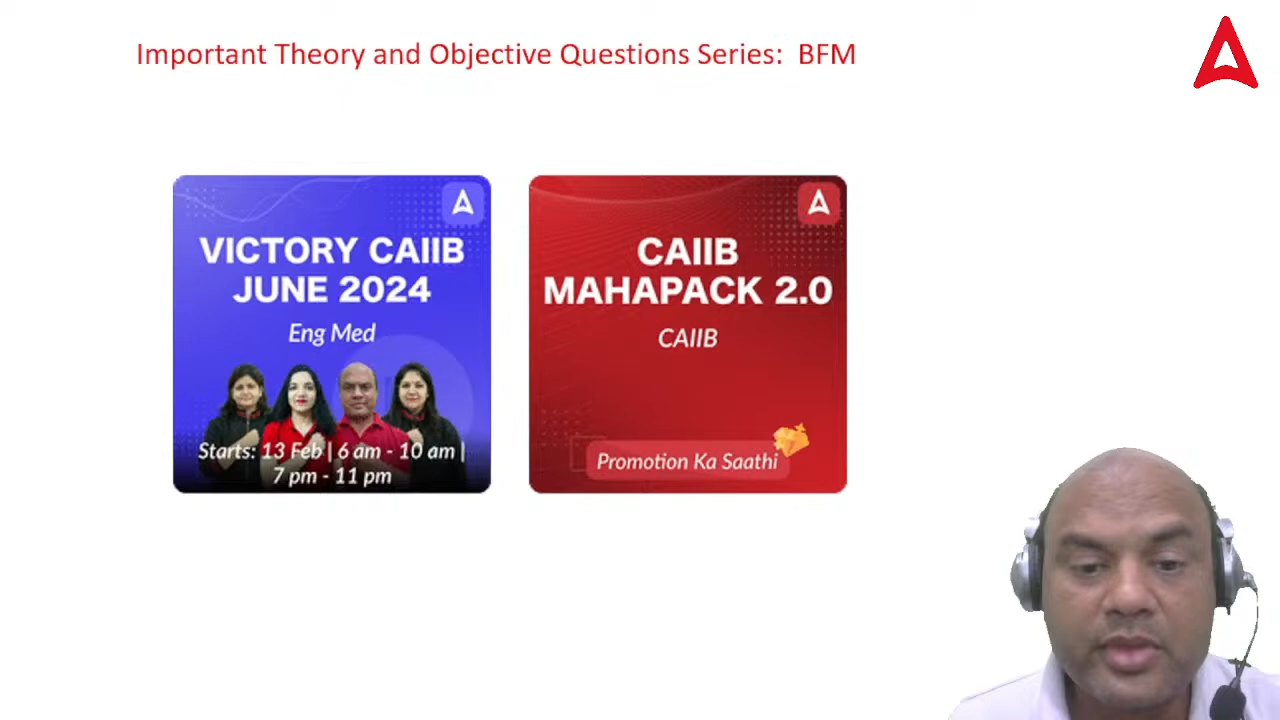 Important Theory and Objective Questions Series:  BFM
VICTORY CAIIB
JUNE 2024
Eng Med
Starts: 13 Feb | 6 am - 10 am |
7 pm - 11 pm
CAIIB
MAHAPACK 2.0
CAIIB
Promotion Ka Saathi